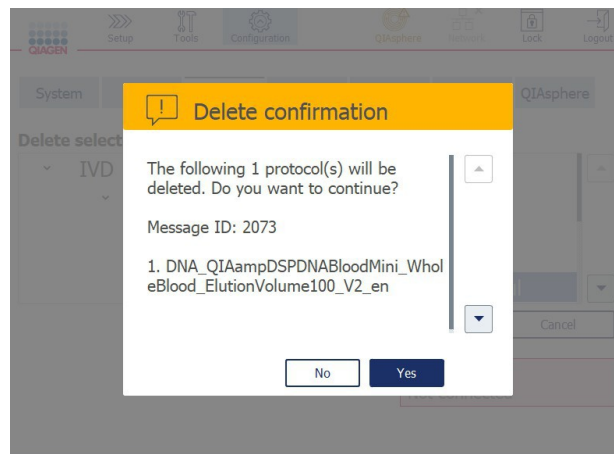 Setup
Tools
Configuration
QIAsphere
Network
Lock
Logout
QIAGEN
System
QIAsphere
Delete confirmation
Delete select
IVD
The following 1 protocol(s) will be
deleted. Do you want to continue?
Message ID: 2073
1. DNA_QIAampDSPDNABloodMini_Whol
eBlood_ElutionVolume100_V2_en
Cancel
No
Yes